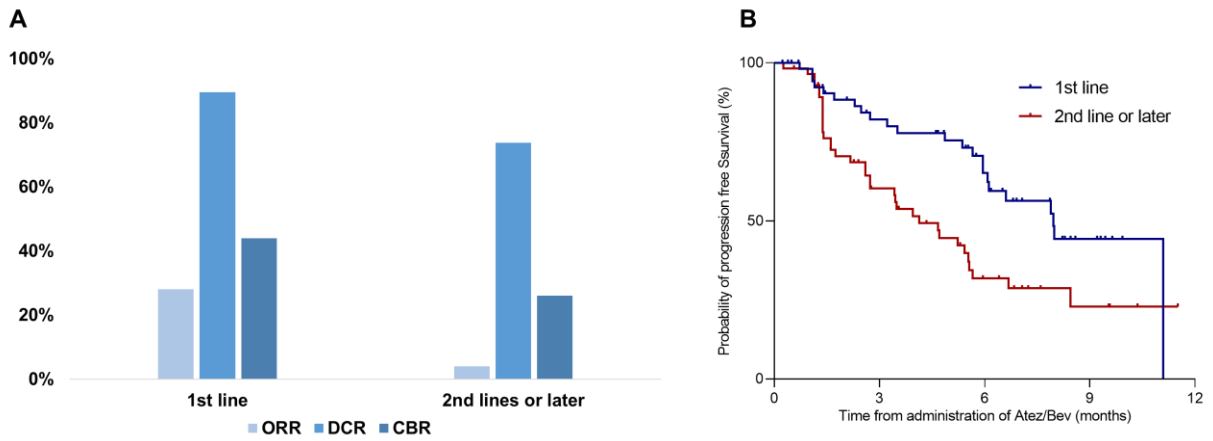 A
100%
80%
60%
40%
20%
0%
1st line
2nd lines or later
ORR DCR CBR
B
Probability of progression free Ssurvival (%)
100
50
0
0 3 6 9 12
Time from administration of Atez/Bev (months)
1st line
2nd line or later